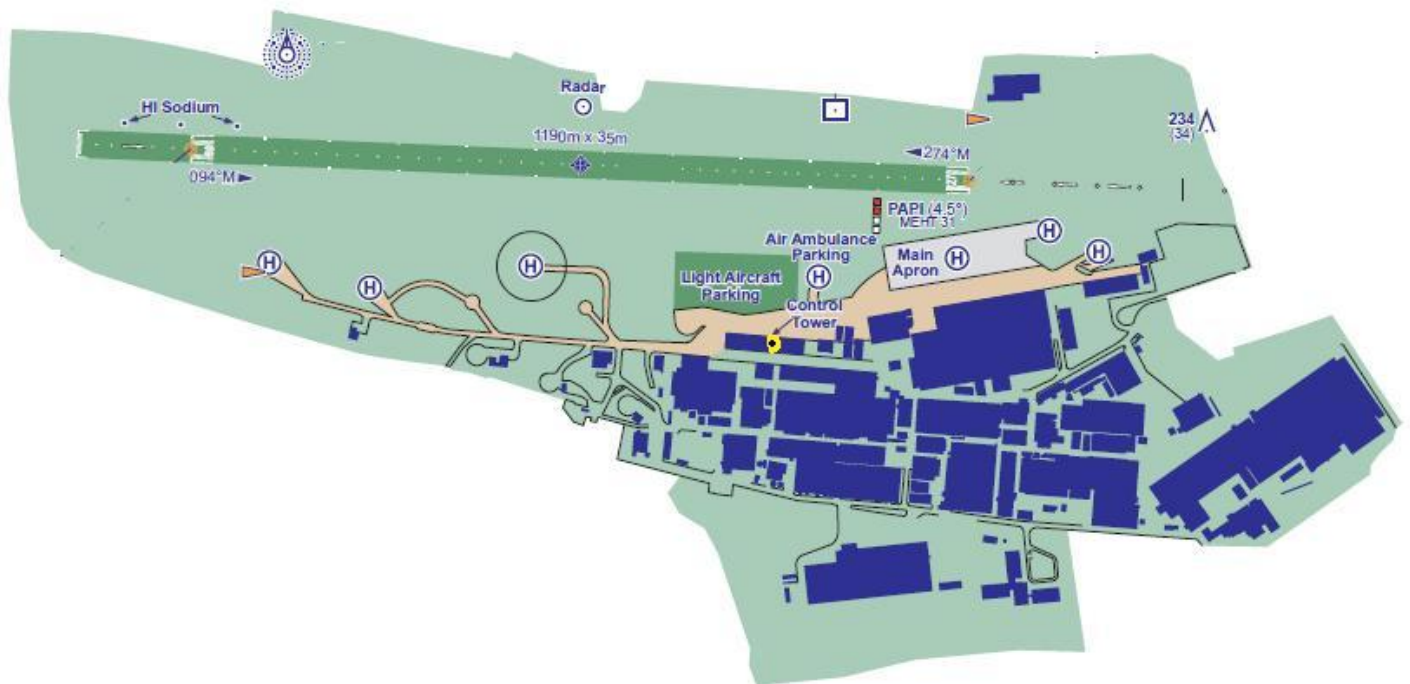 HI Sodium
Radar
1190m x 35m
234
(34)
274°M
094°M
PAPI (4.5°)
MEHT 31
Air Ambulance
Parking
Main
Apron
H
H
H
H
H
H
H
Light Aircraft
Parking
Control
Tower